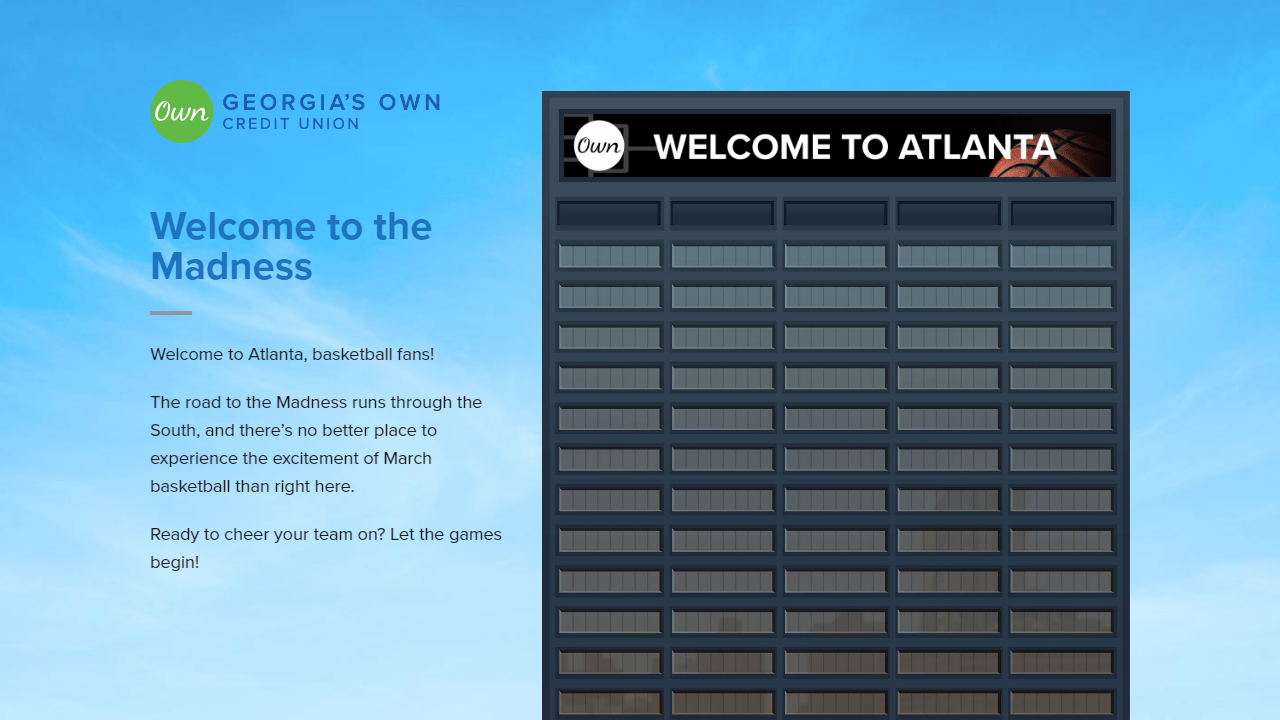 Own
GEORGIA’S OWN
CREDIT UNION
Welcome to the
Madness
Welcome to Atlanta, basketball fans!
The road to the Madness runs through the
South, and there’s no better place to
experience the excitement of March
basketball than right here.
Ready to cheer your team on? Let the games
begin!
Own
WELCOME TO ATLANTA